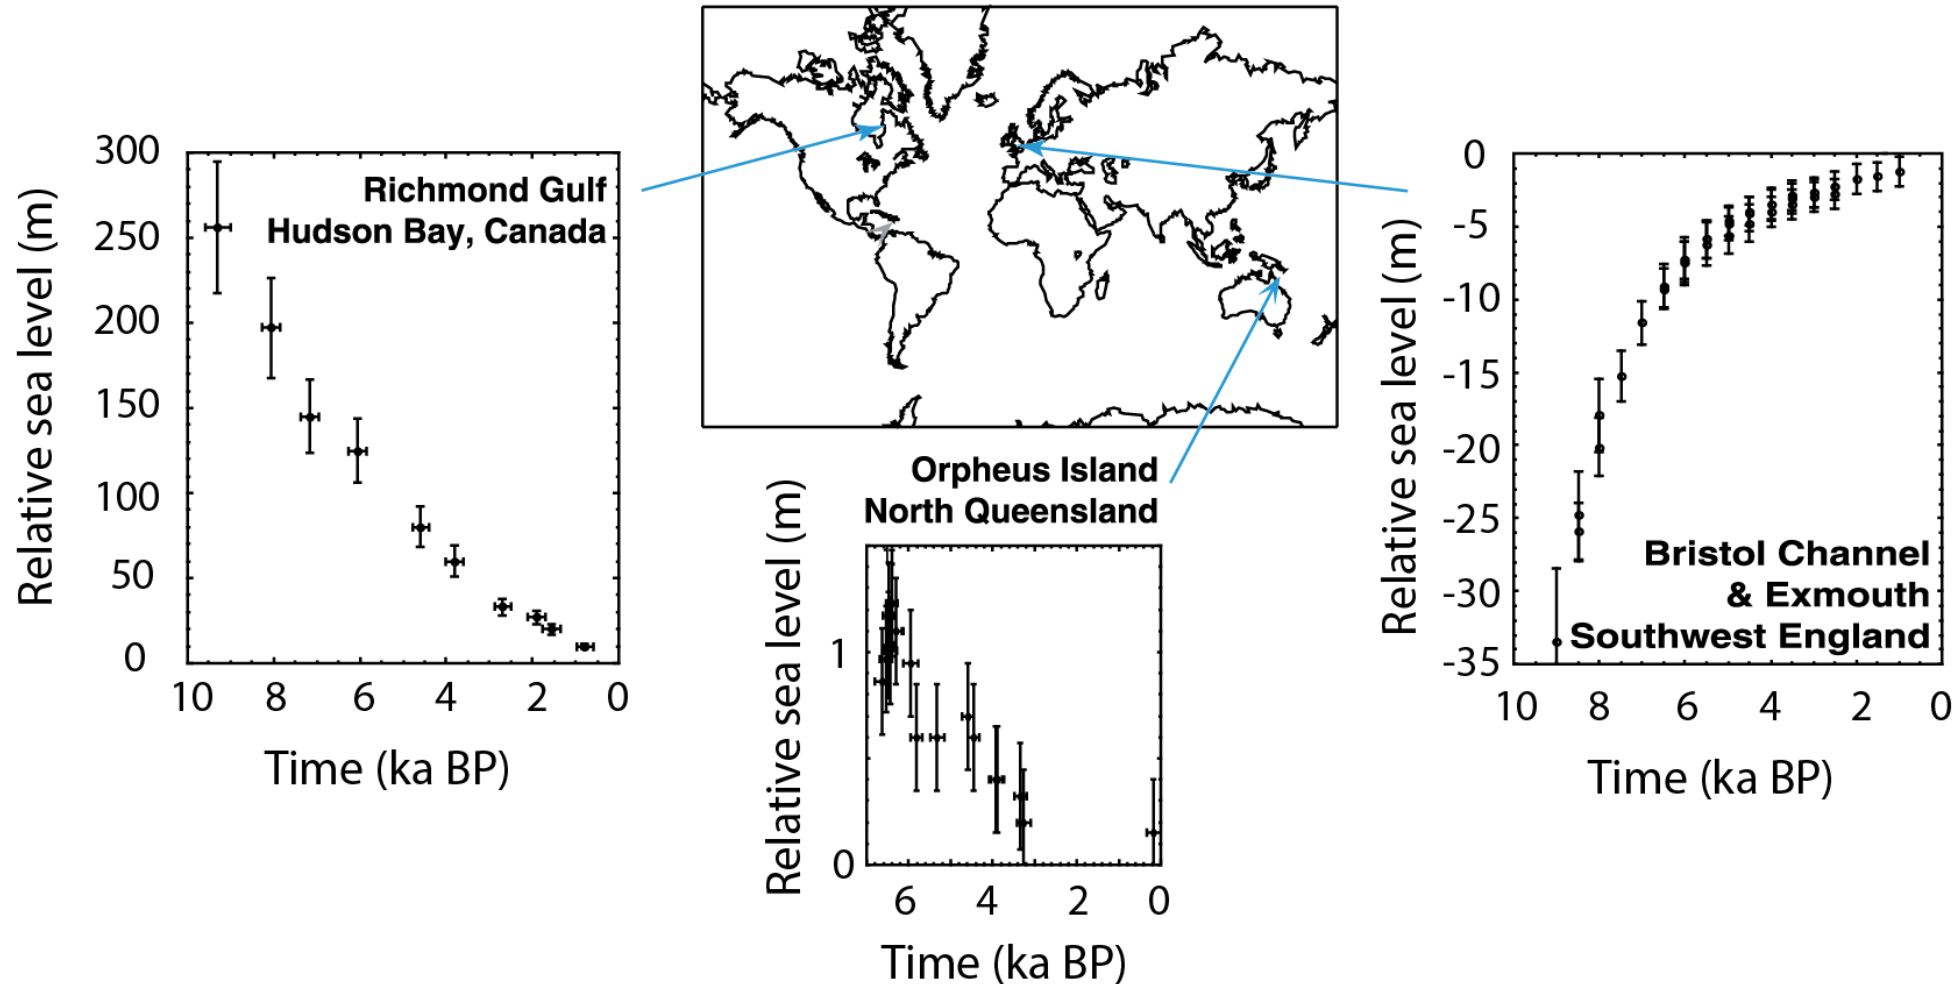 Richmond Gulf
Hudson Bay, Canada
Relative sea level (m)
300
250
200
150
100
50
0
10 8 6 4 2 0
Time (ka BP)
Orpheus Island
North Queensland
Relative sea level (m)
1
0
6 4 2 0
Time (ka BP)
Relative sea level (m)
0
-5
-10
-15
-20
-25
-30
-35
Bristol Channel
& Exmouth
Southwest England
10 8 6 4 2 0
Time (ka BP)